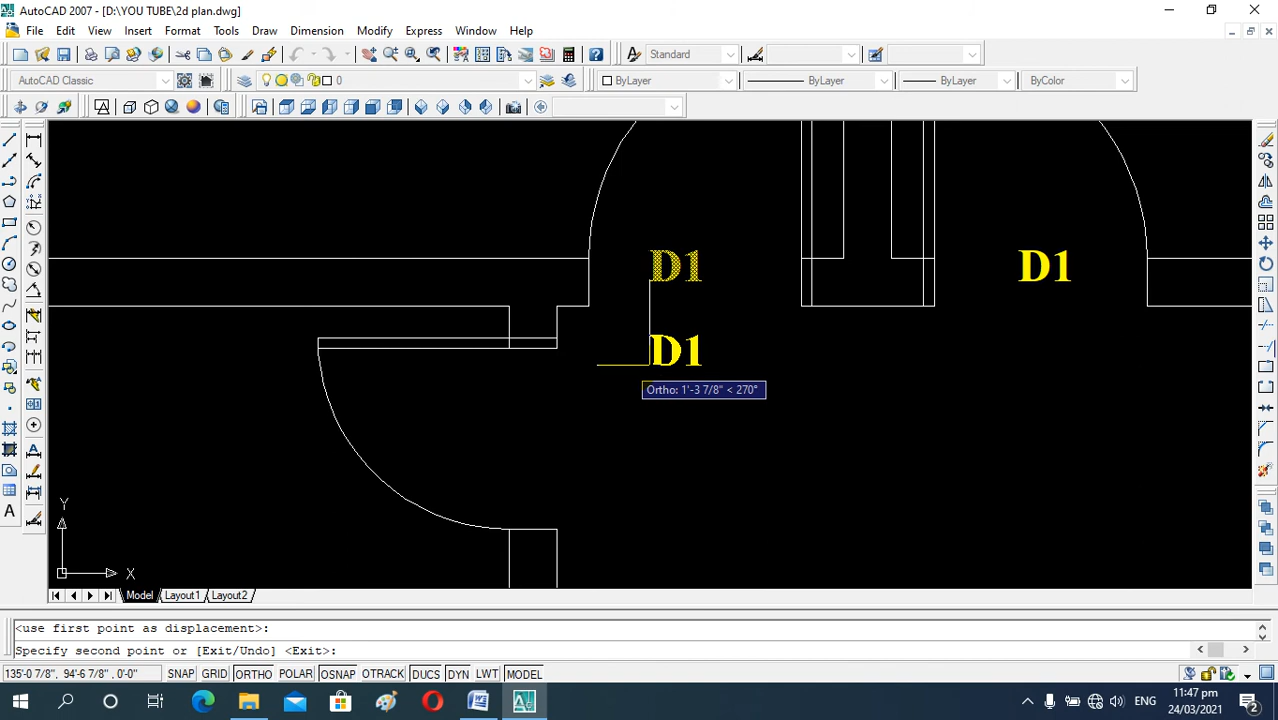 AutoCAD 2007 - [D:\YOU TUBE\2d plan.dwg]
File Edit View Insert Format Tools Draw Dimension Modify Express Window Help
Standard
AutoCAD Classic 0 ByLayer ByLayer ByLayer ByColor
D1 D1
D1
Ortho: 1'-3 7/8" < 270°
Y
X
Model Layout1 Layout2
<use first point as displacement>:
Specify second point or [Exit/Undo] <Exit>:
135'-0 7/8", 94'-6 7/8" ,0'-0" SNAP GRID ORTHO POLAR OSNAP OTRACK DUCS DYN LWT MODEL
ENG 11:47 pm
24/03/2021 2